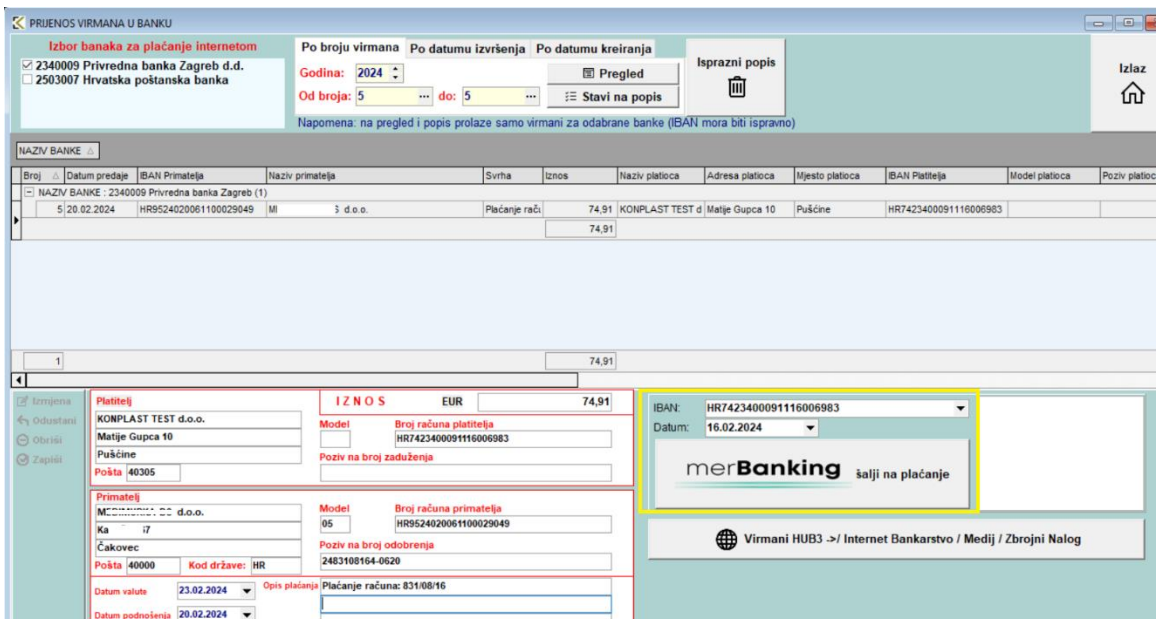 PRIJENOS VIRMANA U BANKU
Izbor banaka za plaćanje internetom
2340009 Privredna banka Zagreb d.d.
2503007 Hrvatska poštanska banka
Po broju virmana Po datumu izvršenja Po datumu kreiranja
Godina: 2024
Pregled
Od broja: 5 ... do: 5 ...
Stavi na popis
Napomena: na pregled i popis prolaze samo virmani za odabrane banke (IBAN mora biti ispravno)
Isprazni popis
Izlaz
NAZIV BANKE
Broj Datum predaje IBAN Primatelja Naziv primatelja Svrha Iznos Naziv platioca Adresa platioca Mjesto platioca IBAN Platitelja Model platioca Poziv platioc
NAZIV BANKE : 2340009 Privredna banka Zagreb (1)
5 20.02.2024 HR9524020061100029049 d.o.o. Plaćanje raču 74,91 KONPLAST TEST d Matije Gupca 10 Pušćine HR7423400091116006983
74,91
1 74,91
Izmjena
Odustani
Obriši
Zapiši
Platitelj
KONPLAST TEST d.o.o.
Matije Gupca 10
Pušćine
Pošta 40305
IZNOS EUR 74,91
Model Broj računa platitelja
HR7423400091116006983
Poziv na broj zaduženja
Primatelj
d.o.o.
Ka
Čakovec
Pošta 40000 Kod države: HR
Model Broj računa primatelja
05 HR9524020061100029049
Poziv na broj odobrenja
2483108164-0620
Datum valute 23.02.2024
Opis plaćanja Plaćanje računa: 831/08/16
Datum podnošenja 20.02.2024
IBAN: HR7423400091116006983
Datum: 16.02.2024
merBanking šalji na plaćanje
Virmani HUB3 ->/ Internet Bankarstvo / Medij / Zbrojni Nalog